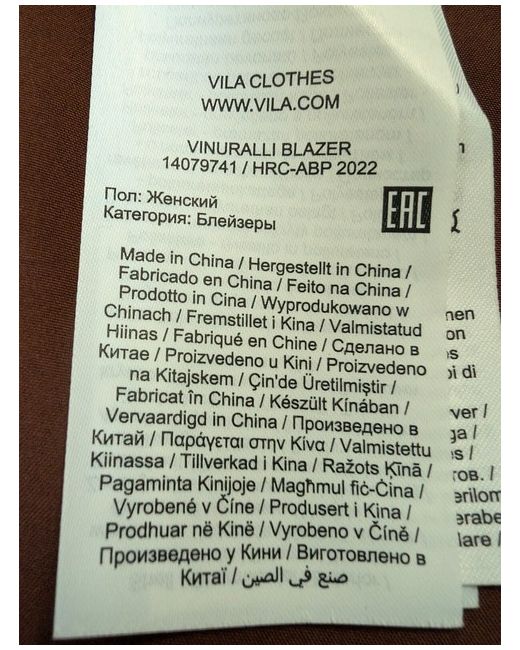 VILA CLOTHES
WWW.VILA.COM
VINURALLI BLAZER
14079741 / HRC-ABP 2022
Пол: Женский
Категория: Блейзеры
EAC
Made in China / Hergestellt in China /
Fabricado en China / Feito na China /
Prodotto in Cina / Wyprodukowano w
Chinach / Fremstillet i Kina / Valmistatud
Hiinas / Fabriqué en Chine / Сделано в
Китае / Proizvedeno u Kini / Proizvedeno
na Kitajskem / Çin'de Üretilmiştir /
Fabricat în China / Készült Kínában /
Vervaardigd in China / Произведено в
Китай / Παράγεται στην Κίνα / Valmistettu
Kiinassa / Tillverkad i Kina / Ražots Ķīnā /
Pagaminta Kinijoje / Magħmul fiċ-Ċina /
Vyrobené v Číne / Produsert i Kina /
Prodhuar në Kinë / Vyrobeno v Číně /
Произведено у Кини / Виготовлено в
Китаї / صنع في الصين